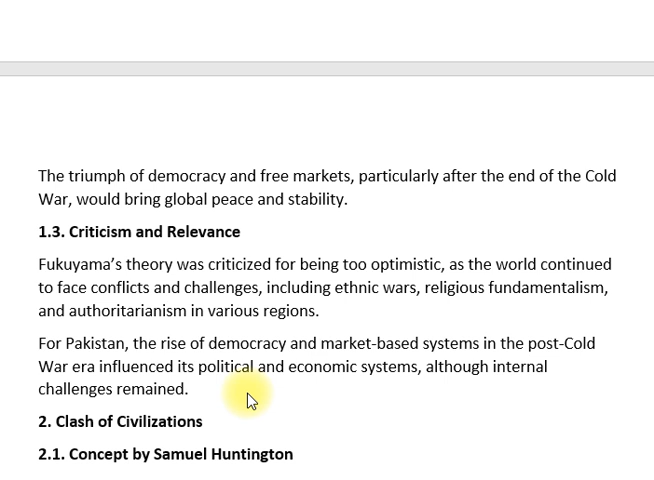 The triumph of democracy and free markets, particularly after the end of the Cold
War, would bring global peace and stability.
1.3. Criticism and Relevance
Fukuyama’s theory was criticized for being too optimistic, as the world continued
to face conflicts and challenges, including ethnic wars, religious fundamentalism,
and authoritarianism in various regions.
For Pakistan, the rise of democracy and market-based systems in the post-Cold
War era influenced its political and economic systems, although internal
challenges remained.
2. Clash of Civilizations
2.1. Concept by Samuel Huntington